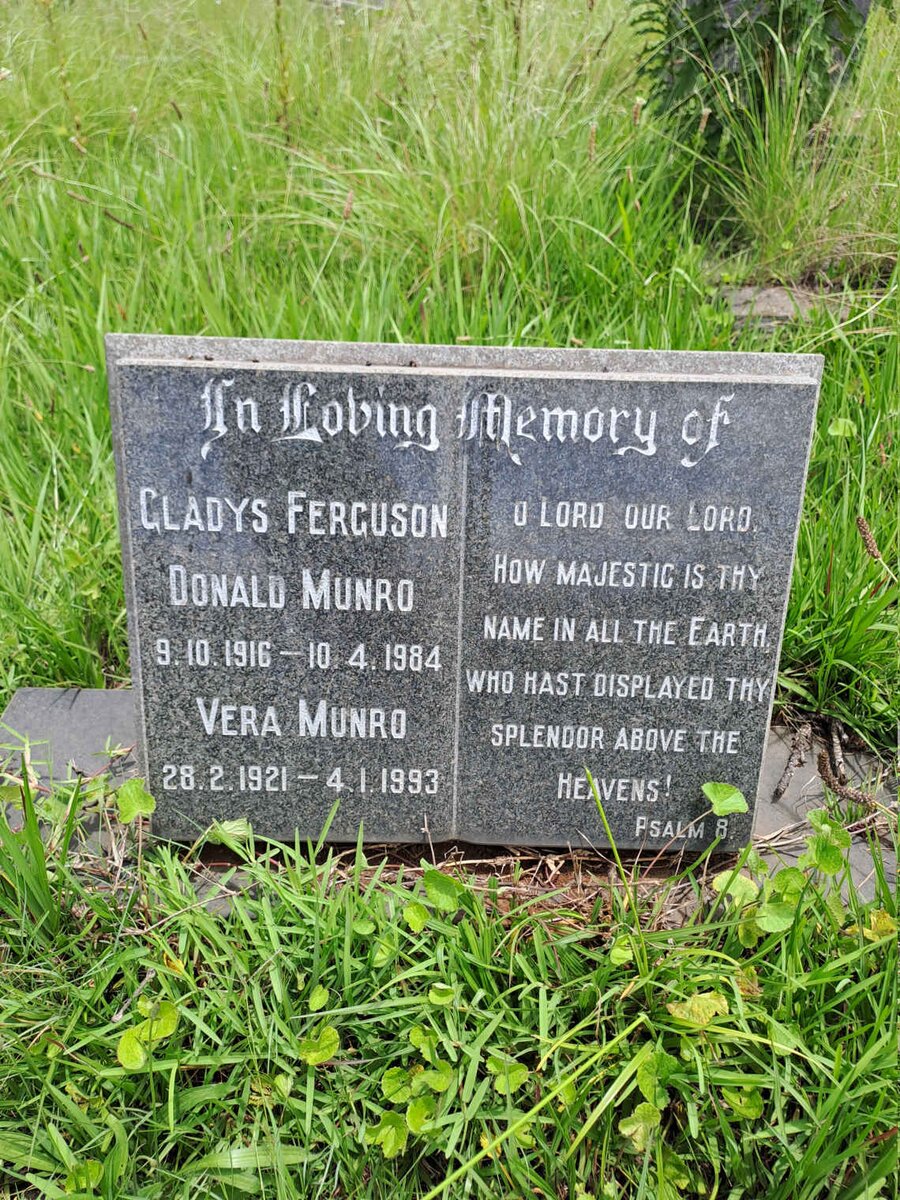 In Loving Memory of
GLADYS FERGUSON
DONALD MUNRO
9.10.1916 – 10.4.1984
VERA MUNRO
28.2.1921 – 4.1.1993
O LORD OUR LORD,
HOW MAJESTIC IS THY
NAME IN ALL THE EARTH,
WHO HAST DISPLAYED THY
SPLENDOR ABOVE THE
HEAVENS!
PSALM 8.